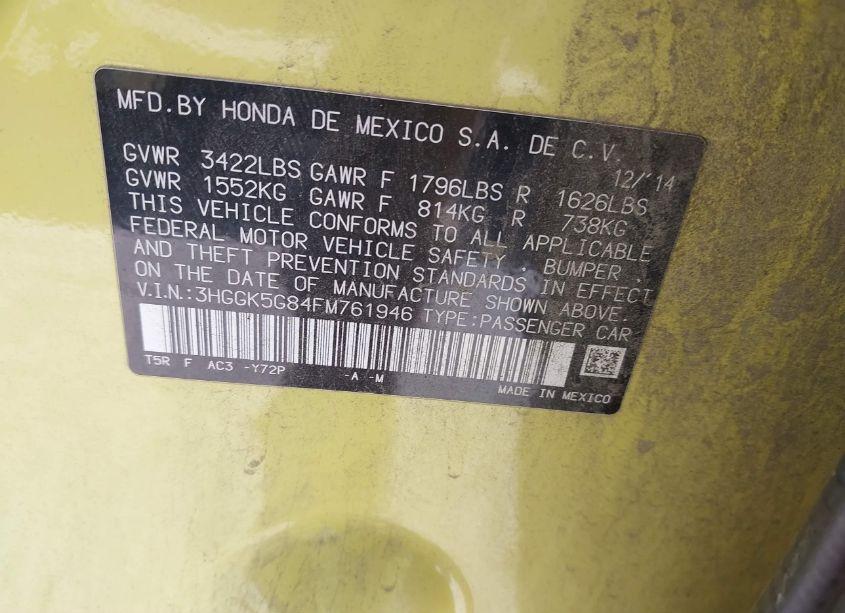 MFD.BY HONDA DE MEXICO S.A. DE C.V.
12/'14
GVWR 3422LBS GAWR F 1796LBS R 1626LBS
GVWR 1552KG GAWR F 814KG R 738KG
THIS VEHICLE CONFORMS TO ALL APPLICABLE
FEDERAL MOTOR VEHICLE SAFETY , BUMPER ,
AND THEFT PREVENTION STANDARDS IN EFFECT
ON THE DATE OF MANUFACTURE SHOWN ABOVE.
V.I.N.:3HGGK5G84FM761946 TYPE:PASSENGER CAR
T5R F AC3 -Y72P -A -M
MADE IN MEXICO